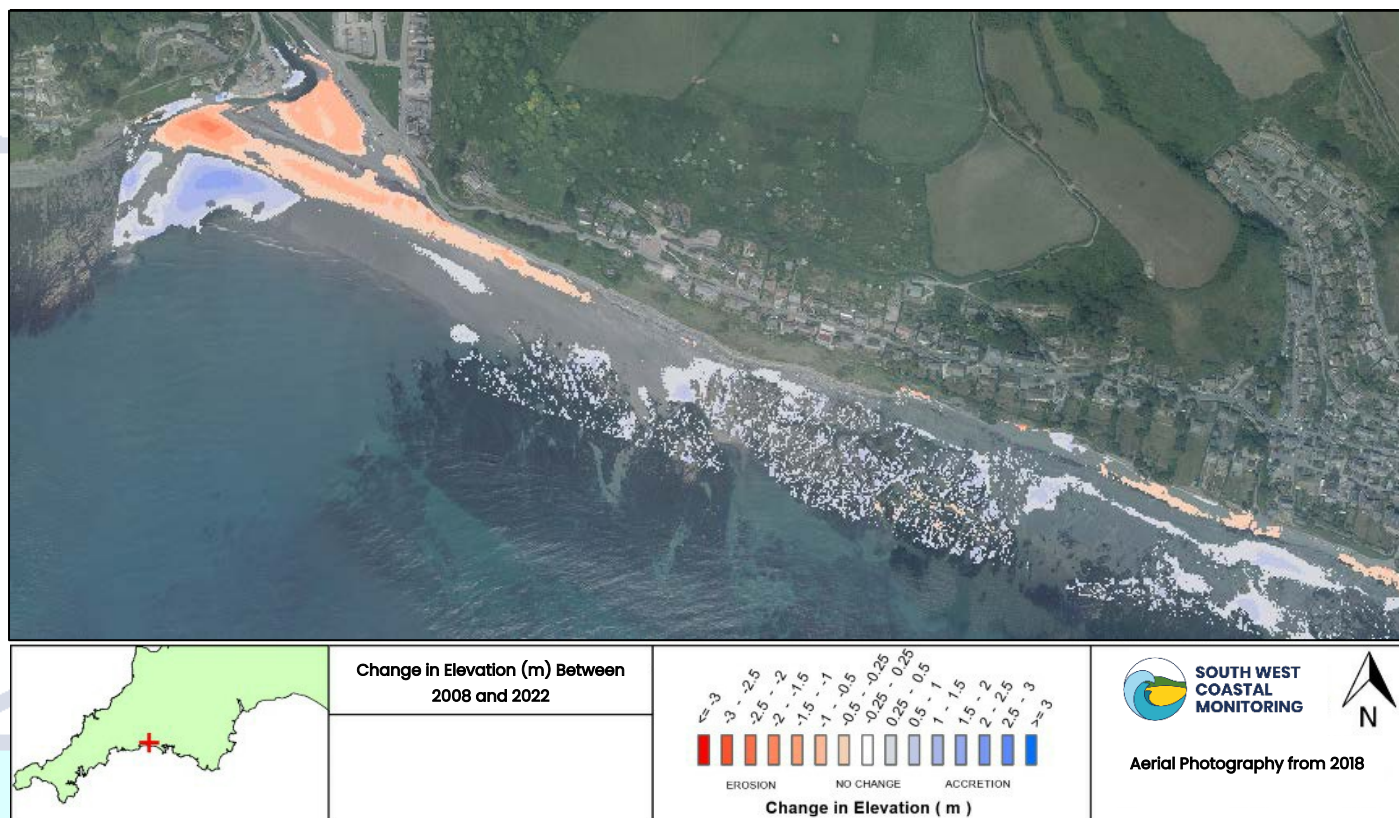 Change in Elevation (m) Between
2008 and 2022
<= -3
-3 - -2.5
-2.5 - -2
-2 - -1.5
-1.5 - -1
-1 - -0.5
-0.5 - -0.25
-0.25 - 0.25
0.25 - 0.5
0.5 - 1
1 - 1.5
1.5 - 2
2 - 2.5
2.5 - 3
>= 3
EROSION
NO CHANGE
ACCRETION
Change in Elevation ( m )
SOUTH WEST
COASTAL
MONITORING
N
Aerial Photography from 2018